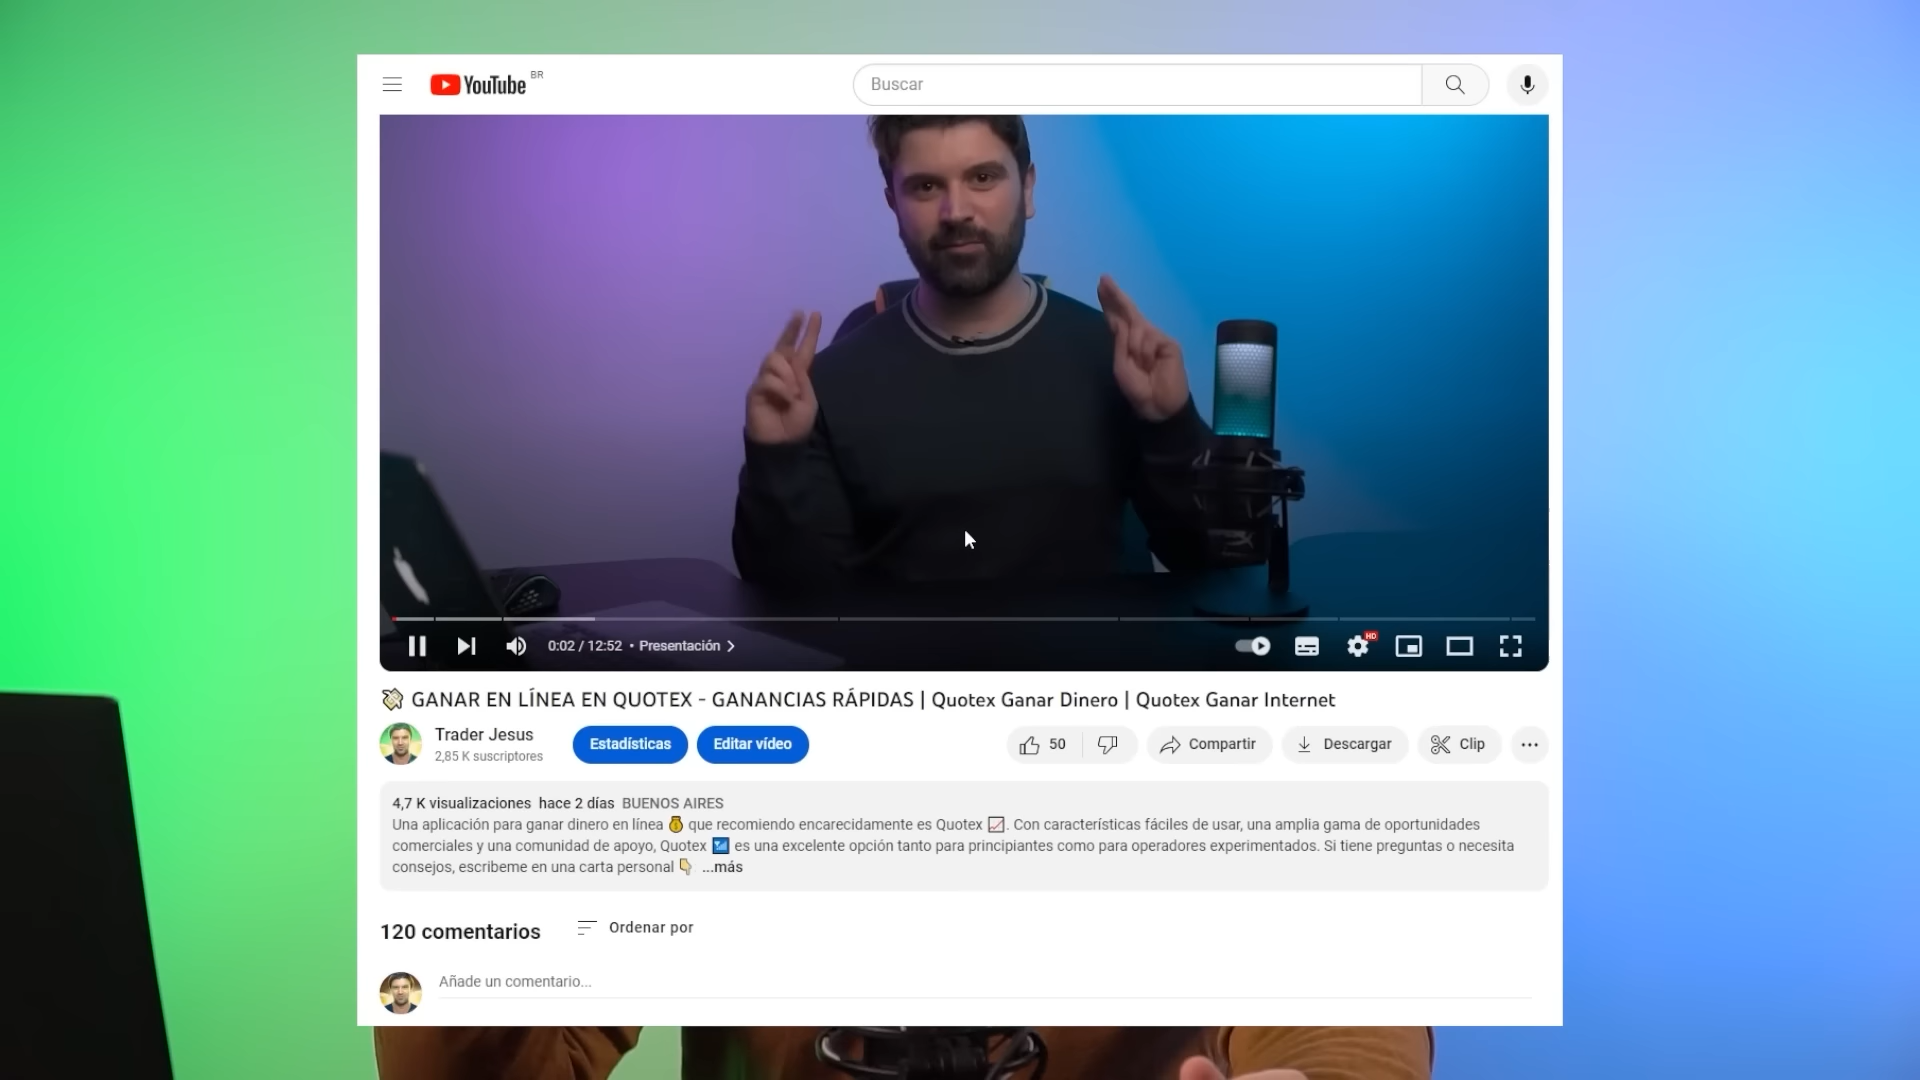 YouTube BR
Buscar
0:02 / 12:52 • Presentación
HD
GANAR EN LÍNEA EN QUOTEX - GANANCIAS RÁPIDAS | Quotex Ganar Dinero | Quotex Ganar Internet
Trader Jesus
2,85 K suscriptores
Estadísticas
Editar vídeo
50
Compartir
Descargar
Clip
4,7 K visualizaciones hace 2 días BUENOS AIRES
Una aplicación para ganar dinero en línea 💰 que recomiendo encarecidamente es Quotex 📈. Con características fáciles de usar, una amplia gama de oportunidades
comerciales y una comunidad de apoyo, Quotex 📶 es una excelente opción tanto para principiantes como para operadores experimentados. Si tiene preguntas o necesita
consejos, escribeme en una carta personal 👇 ...más
120 comentarios
Ordenar por
Añade un comentario...